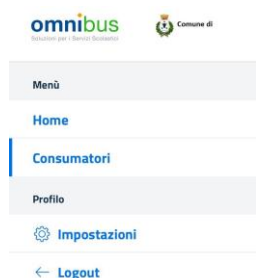 omnibus
Soluzioni per i Servizi Scolastici
Comune di
Menù
Home
Consumatori
Profilo
Impostazioni
Logout